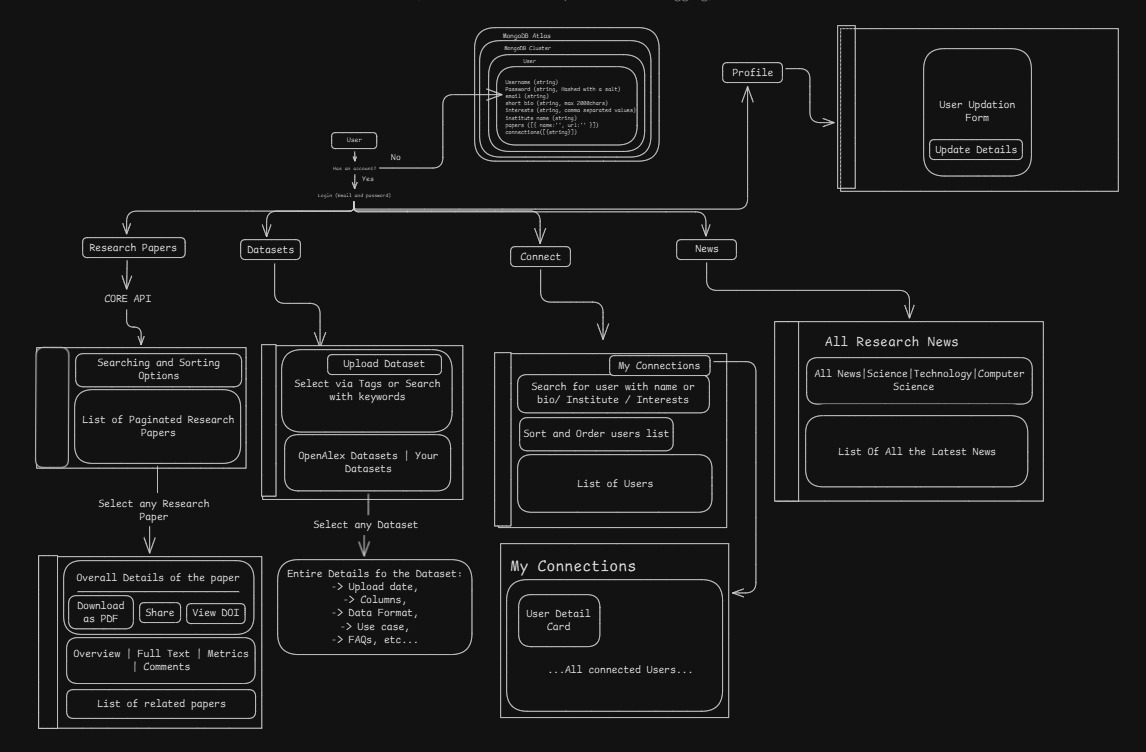 MongoDB Atlas
MongoDB Cluster
User
Username (string)
Password (string, Hashed with a salt)
email (string)
short bio (string, max 2000chars)
interests (string, comma separated values)
institute name (string)
papers ([{ name:'', url:'' }])
connections([{string}])
Profile
User Updation
Form
Update Details
User
No
Has an account?
Yes
Login (Email and password)
Research Papers
Datasets
Connect
News
CORE API
Searching and Sorting
Options
List of Paginated Research
Papers
Select any Research
Paper
Overall Details of the paper
Download
as PDF
Share
View DOI
Overview | Full Text | Metrics
| Comments
List of related papers
Upload Dataset
Select via Tags or Search
with keywords
OpenAlex Datasets | Your
Datasets
Select any Dataset
Entire Details fo the Dataset:
-> Upload date,
-> Columns,
-> Data Format,
-> Use case,
-> FAQs, etc...
My Connections
Search for user with name or
bio/ Institute / Interests
Sort and Order users list
List of Users
My Connections
User Detail
Card
...All connected Users...
All Research News
All News|Science|Technology|Computer
Science
List Of All the Latest News